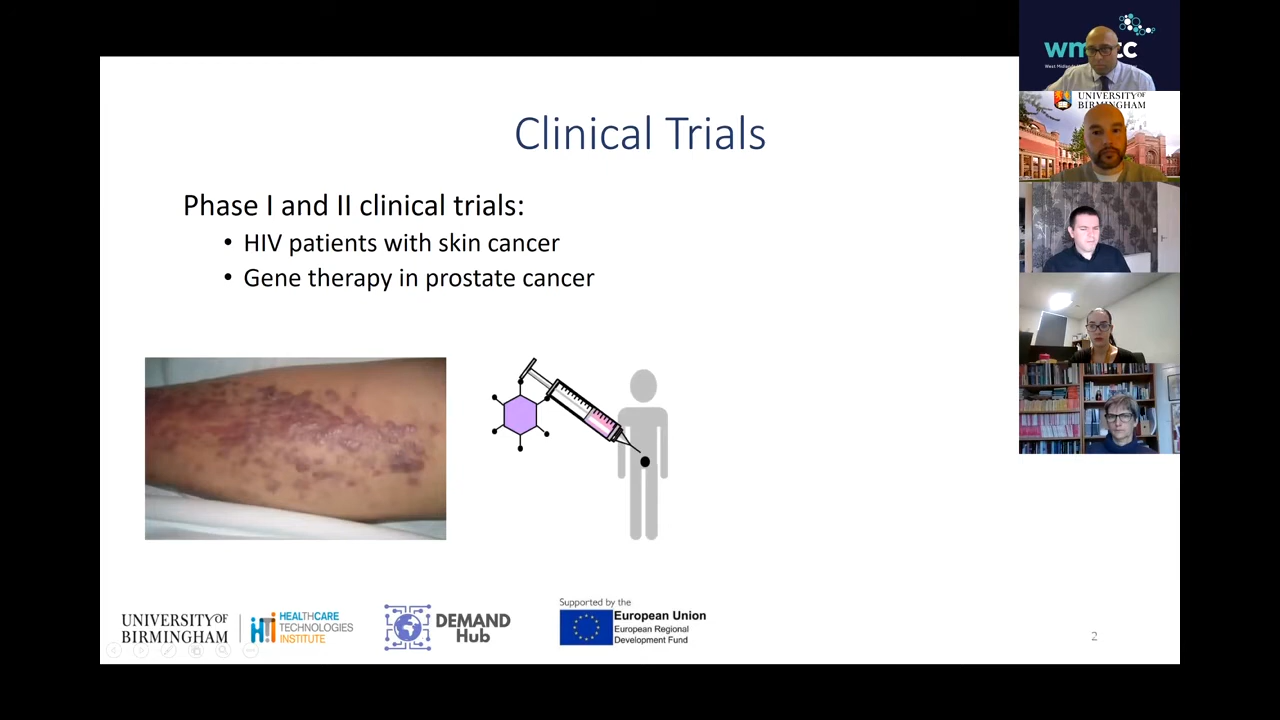 Clinical Trials
Phase I and II clinical trials:
• HIV patients with skin cancer
• Gene therapy in prostate cancer
UNIVERSITY OF
BIRMINGHAM
HEALTHCARE
TECHNOLOGIES
INSTITUTE
DEMAND
Hub
Supported by the
European Union
European Regional
Development Fund
2
UNIVERSITY OF
BIRMINGHAM